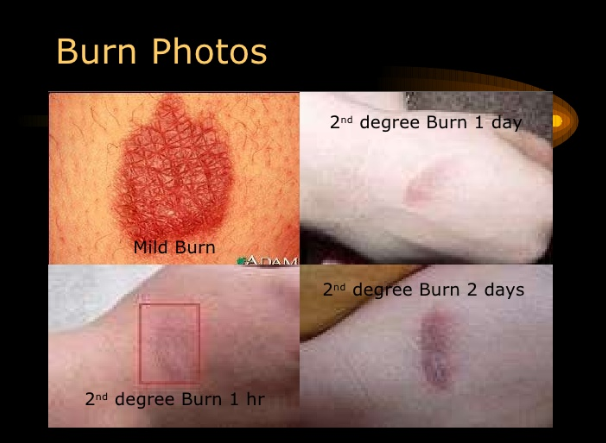 Burn Photos
2nd degree Burn 1 day
Mild Burn
ADAM
2nd degree Burn 2 days
2nd degree Burn 1 hr